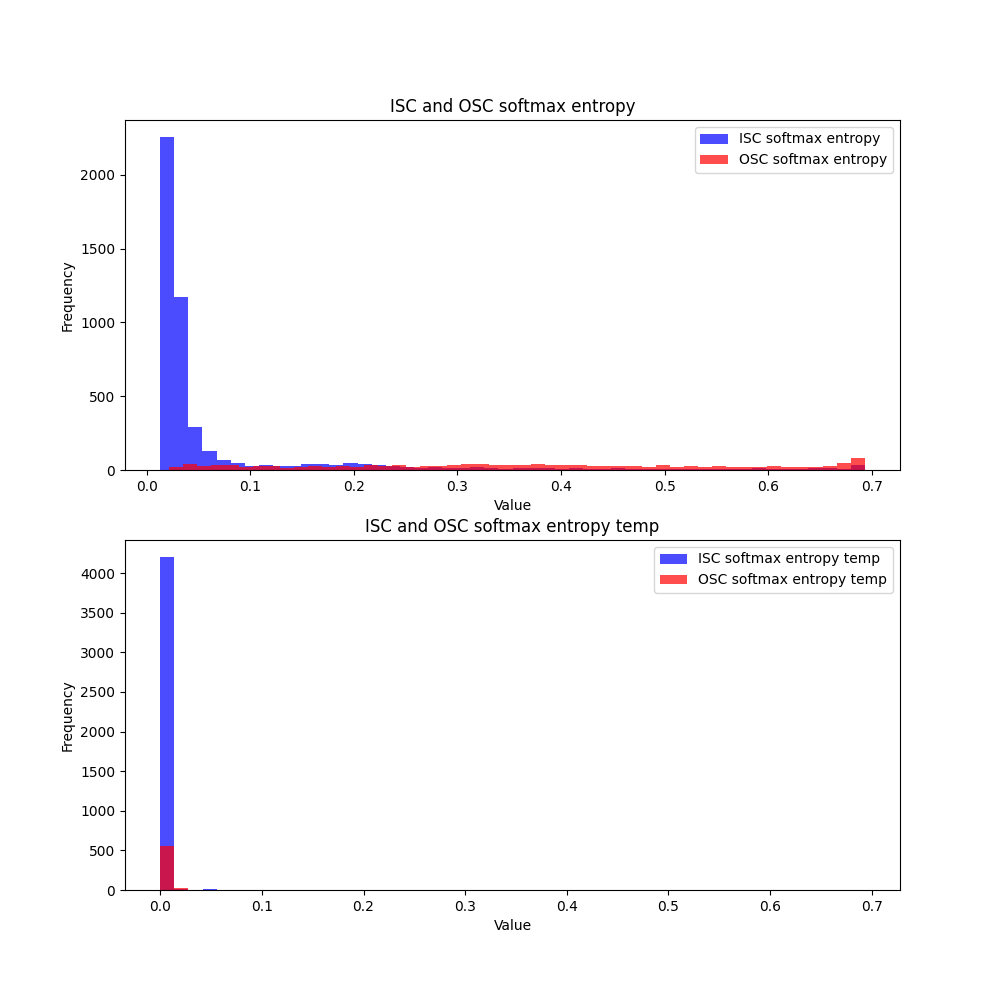 ISC and OSC softmax entropy
ISC softmax entropy
OSC softmax entropy
2000
1500
1000
500
0
Frequency
0.0 0.1 0.2 0.3 0.4 0.5 0.6 0.7
Value
ISC and OSC softmax entropy temp
ISC softmax entropy temp
OSC softmax entropy temp
4000
3500
3000
2500
2000
1500
1000
500
0
Frequency
0.0 0.1 0.2 0.3 0.4 0.5 0.6 0.7
Value